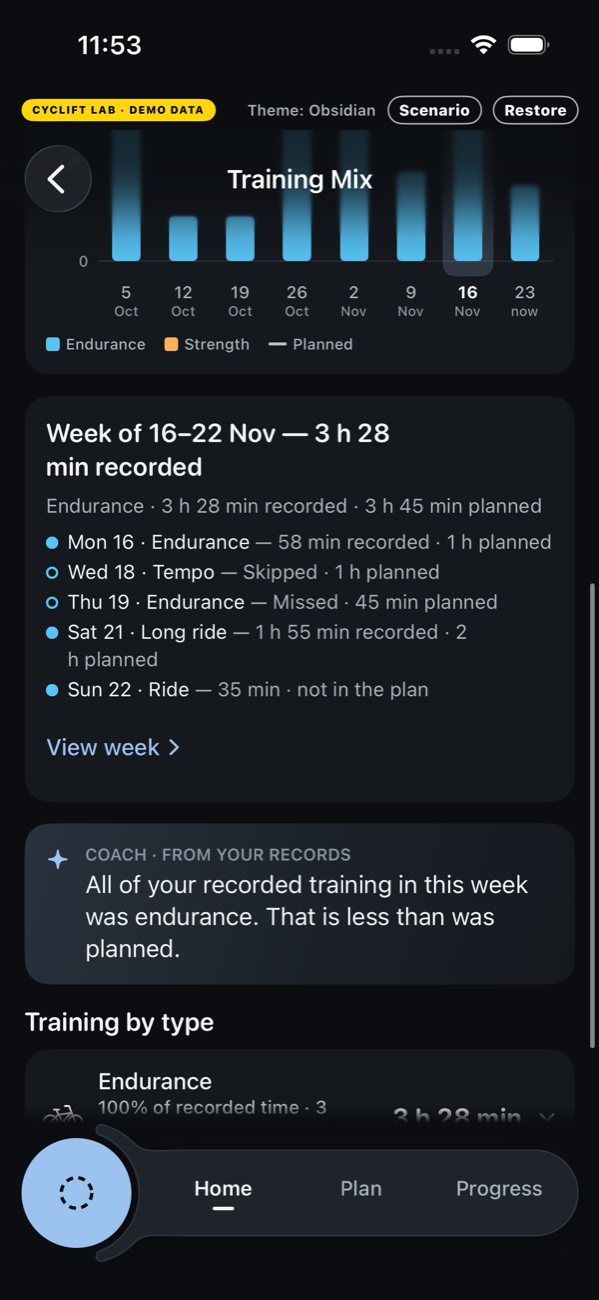 11:53
CYCLIFT LAB · DEMO DATA
Theme: Obsidian
Scenario
Restore
Training Mix
0
5 12 19 26 2 9 16 23
Oct Oct Oct Oct Nov Nov Nov now
Endurance Strength Planned
Week of 16–22 Nov — 3 h 28
min recorded
Endurance · 3 h 28 min recorded · 3 h 45 min planned
Mon 16 · Endurance — 58 min recorded · 1 h planned
Wed 18 · Tempo — Skipped · 1 h planned
Thu 19 · Endurance — Missed · 45 min planned
Sat 21 · Long ride — 1 h 55 min recorded · 2
h planned
Sun 22 · Ride — 35 min · not in the plan
View week
COACH · FROM YOUR RECORDS
All of your recorded training in this week
was endurance. That is less than was
planned.
Training by type
Endurance
100% of recorded time · 3
3 h 28 min
Home Plan Progress